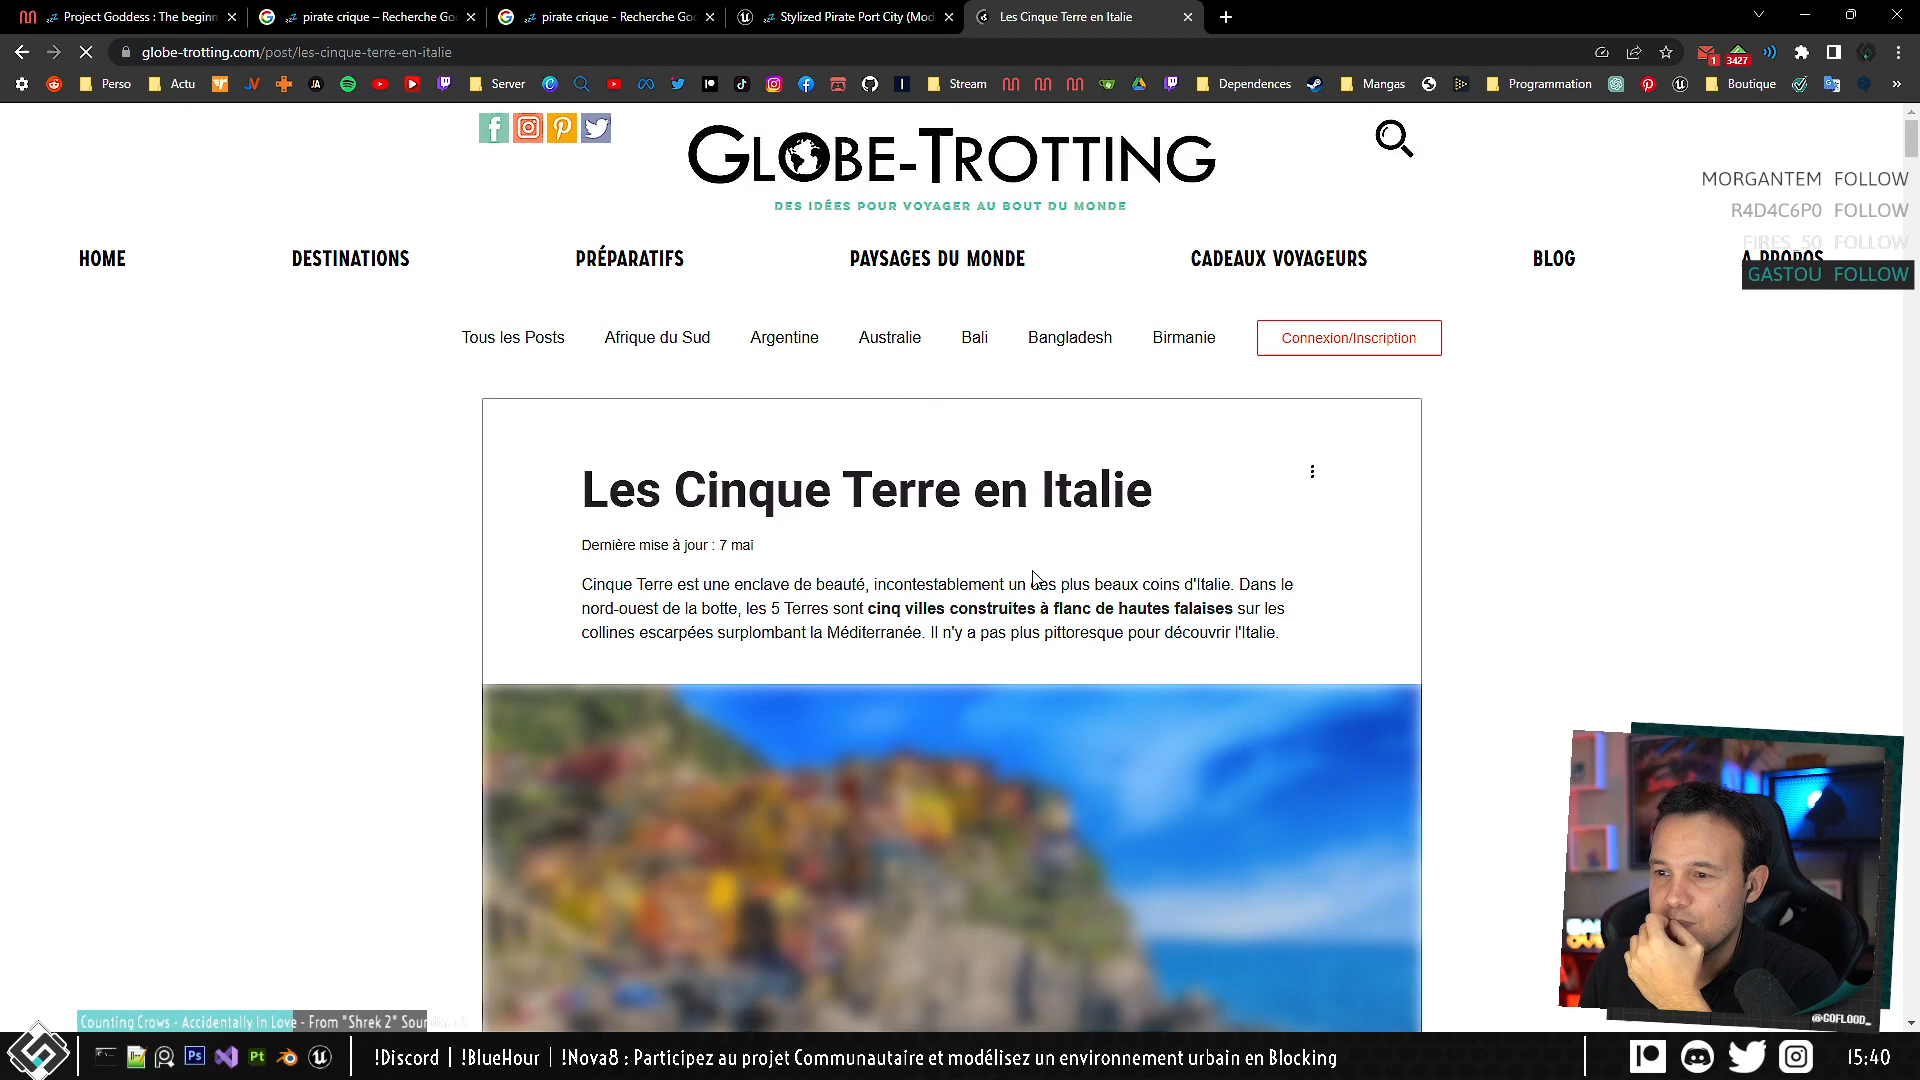 Project Goddess : The beginn
pirate crique – Recherche Go
pirate crique - Recherche Goo
Stylized Pirate Port City (Mod
Les Cinque Terre en Italie
globe-trotting.com/post/les-cinque-terre-en-italie
1
3427
Perso
Actu
Server
Stream
Dependences
Mangas
Programmation
Boutique
GLOBE-TROTTING
DES IDÉES POUR VOYAGER AU BOUT DU MONDE
MORGANTEM FOLLOW
R4D4C6P0 FOLLOW
FIRES_50 FOLLOW
GASTOU FOLLOW
HOME
DESTINATIONS
PRÉPARATIFS
PAYSAGES DU MONDE
CADEAUX VOYAGEURS
BLOG
A PROPOS
Tous les Posts
Afrique du Sud
Argentine
Australie
Bali
Bangladesh
Birmanie
Connexion/Inscription
Les Cinque Terre en Italie
Dernière mise à jour : 7 mai
Cinque Terre est une enclave de beauté, incontestablement un des plus beaux coins d'Italie. Dans le
nord-ouest de la botte, les 5 Terres sont cinq villes construites à flanc de hautes falaises sur les
collines escarpées surplombant la Méditerranée. Il n'y a pas plus pittoresque pour découvrir l'Italie.
@GOFLOOD_
Counting Crows - Accidentally In Love - From "Shrek 2"
!Discord | !BlueHour | !Nova8 : Participez au projet Communautaire et modélisez un environnement urbain en Blocking
15:40